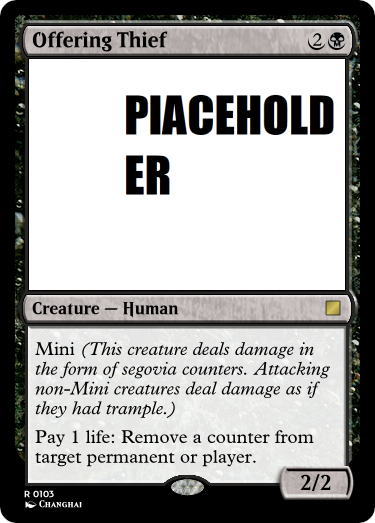 Offering Thief 2
PIACEHOLD
ER
Creature — Human
Mini (This creature deals damage in
the form of segovia counters. Attacking
non-Mini creatures deal damage as if
they had trample.)
Pay 1 life: Remove a counter from
target permanent or player.
2/2
R 0103
CHANGHAI